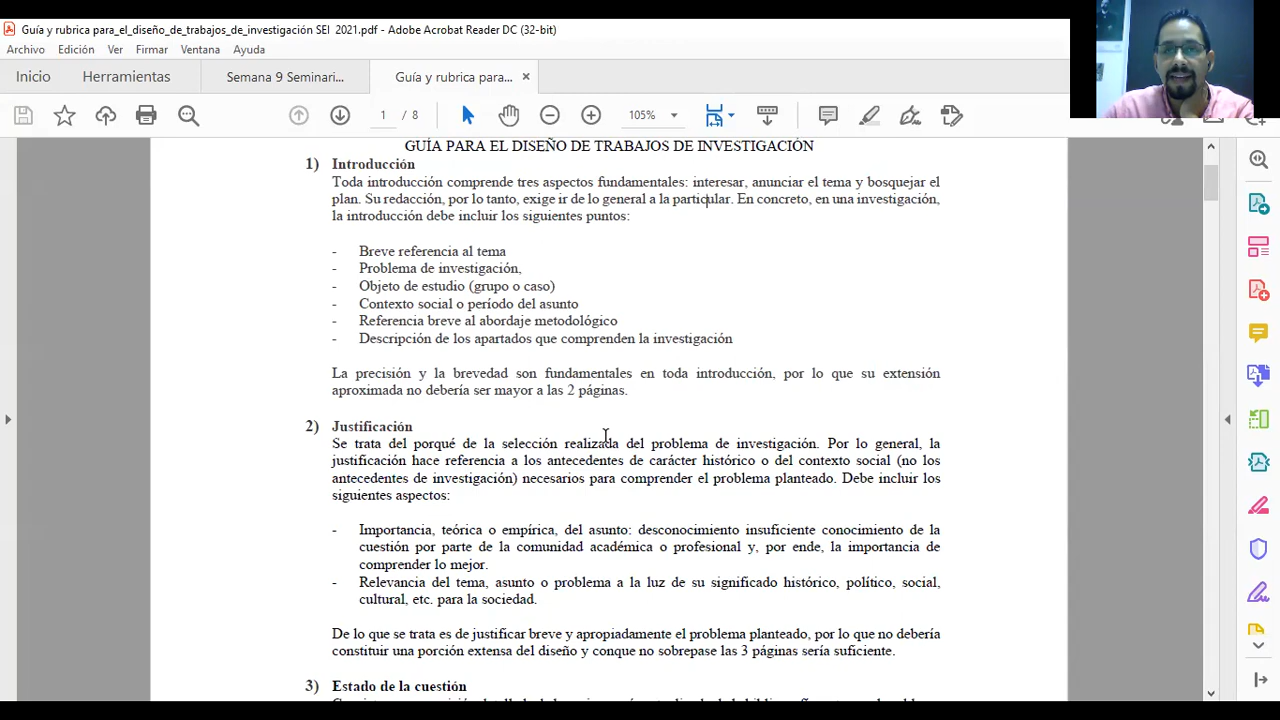 Guía y rubrica para_el_diseño_de_trabajos_de_investigación SEI 2021.pdf - Adobe Acrobat Reader DC (32-bit)
Archivo Edición Ver Firmar Ventana Ayuda
Inicio Herramientas Semana 9 Seminari... Guía y rubrica para... ×
1 / 8 105%
GUÍA PARA EL DISEÑO DE TRABAJOS DE INVESTIGACIÓN
1) Introducción
Toda introducción comprende tres aspectos fundamentales: interesar, anunciar el tema y bosquejar el
plan. Su redacción, por lo tanto, exige ir de lo general a la particular. En concreto, en una investigación,
la introducción debe incluir los siguientes puntos:
- Breve referencia al tema
- Problema de investigación,
- Objeto de estudio (grupo o caso)
- Contexto social o período del asunto
- Referencia breve al abordaje metodológico
- Descripción de los apartados que comprenden la investigación
La precisión y la brevedad son fundamentales en toda introducción, por lo que su extensión
aproximada no debería ser mayor a las 2 páginas.
2) Justificación
Se trata del porqué de la selección realizada del problema de investigación. Por lo general, la
justificación hace referencia a los antecedentes de carácter histórico o del contexto social (no los
antecedentes de investigación) necesarios para comprender el problema planteado. Debe incluir los
siguientes aspectos:
- Importancia, teórica o empírica, del asunto: desconocimiento insuficiente conocimiento de la
cuestión por parte de la comunidad académica o profesional y, por ende, la importancia de
comprender lo mejor.
- Relevancia del tema, asunto o problema a la luz de su significado histórico, político, social,
cultural, etc. para la sociedad.
De lo que se trata es de justificar breve y apropiadamente el problema planteado, por lo que no debería
constituir una porción extensa del diseño y conque no sobrepase las 3 páginas sería suficiente.
3) Estado de la cuestión